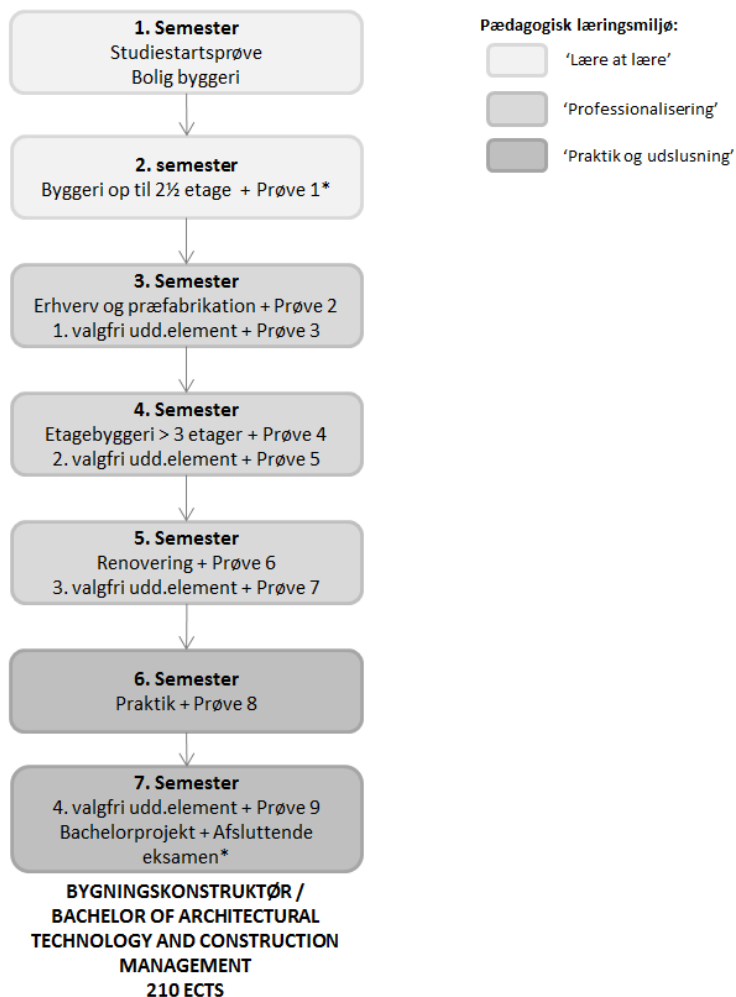 1. Semester
Studiestartsprøve
Bolig byggeri
2. semester
Byggeri op til 2½ etage + Prøve 1*
3. Semester
Erhverv og præfabrikation + Prøve 2
1. valgfri udd.element + Prøve 3
4. Semester
Etagebyggeri > 3 etager + Prøve 4
2. valgfri udd.element + Prøve 5
5. Semester
Renovering + Prøve 6
3. valgfri udd.element + Prøve 7
6. Semester
Praktik + Prøve 8
7. Semester
4. valgfri udd.element + Prøve 9
Bachelorprojekt + Afsluttende
eksamen*
BYGNINGSKONSTRUKTØR /
BACHELOR OF ARCHITECTURAL
TECHNOLOGY AND CONSTRUCTION
MANAGEMENT
210 ECTS
Pædagogisk læringsmiljø:
‘Lære at lære’
‘Professionalisering’
‘Praktik og udslusning’